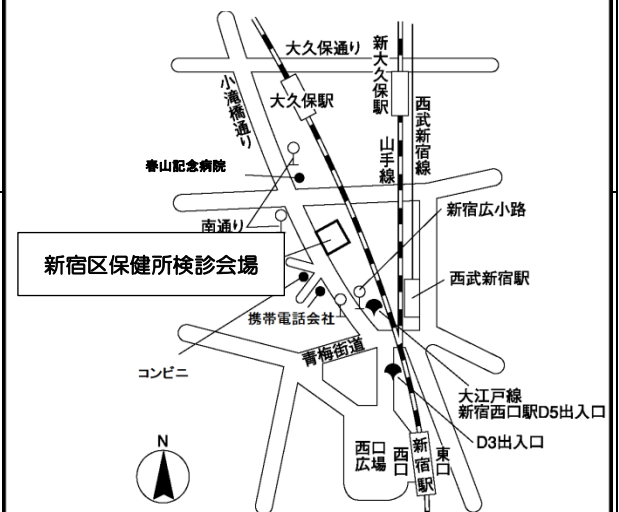 大久保通り
新大久保駅
小滝橋通り
大久保駅
西武新宿線
山手線
春山記念病院
南通り
新宿広小路
新宿区保健所検診会場
西武新宿駅
携帯電話会社
青梅街道
コンビニ
大江戸線
新宿西口駅D5出入口
D3出入口
N
西口広場
西口
新宿駅
東口